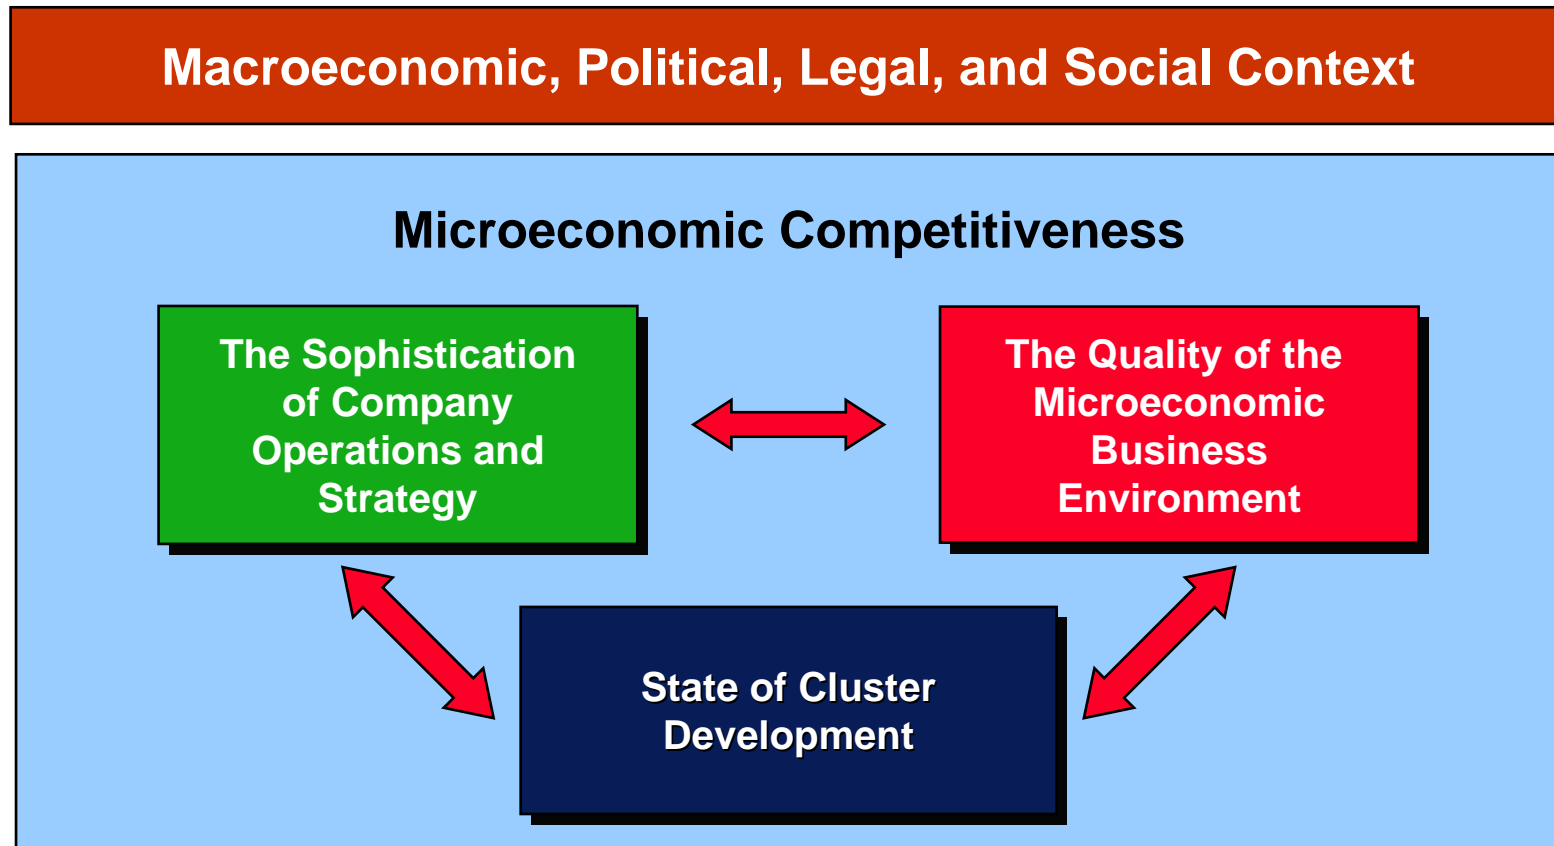 Macroeconomic, Political, Legal, and Social Context
Microeconomic Competitiveness
The Sophistication
of Company
Operations and
Strategy
The Quality of the
Microeconomic
Business
Environment
State of Cluster
Development